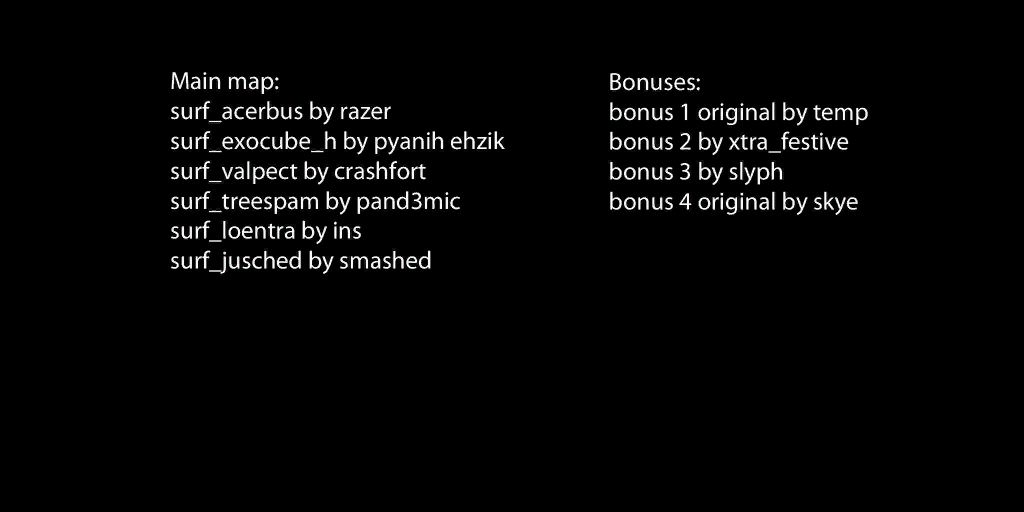 Main map:
surf_acerbus by razer
surf_exocube_h by pyanih ehzik
surf_valpect by crashfort
surf_treespam by pand3mic
surf_loentra by ins
surf_jusched by smashed
Bonuses:
bonus 1 original by temp
bonus 2 by xtra_festive
bonus 3 by slyph
bonus 4 original by skye